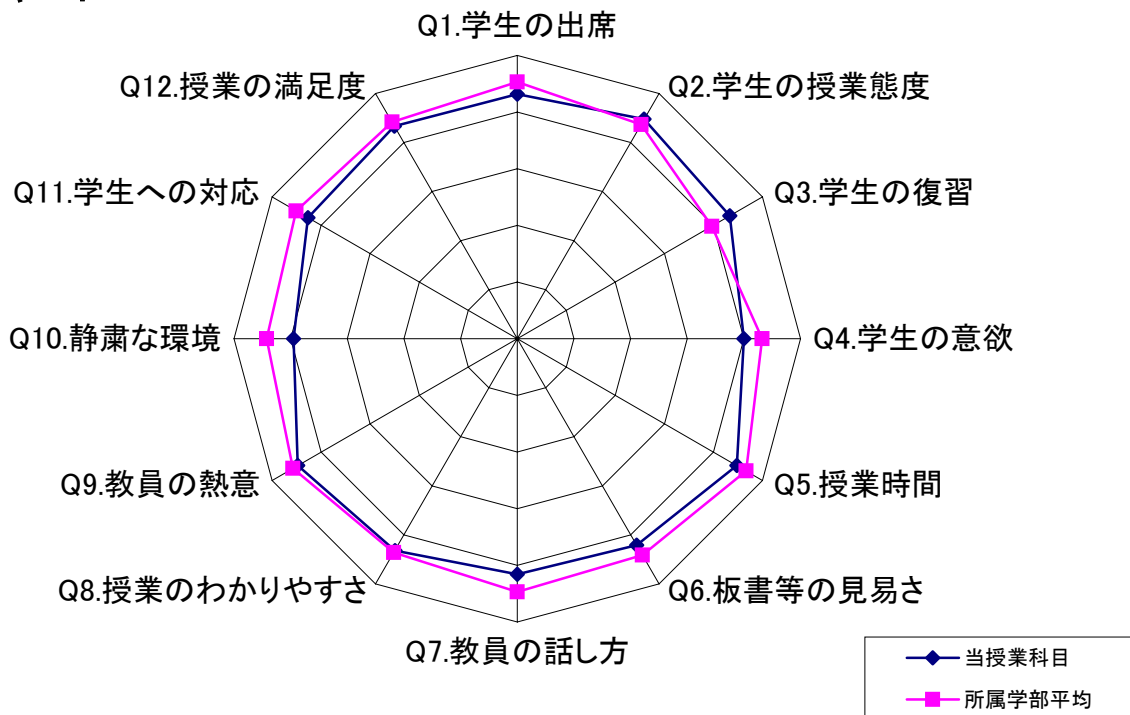 Q1.学生の出席
Q2.学生の授業態度
Q3.学生の復習
Q4.学生の意欲
Q5.授業時間
Q6.板書等の見易さ
Q7.教員の話し方
Q8.授業のわかりやすさ
Q9.教員の熱意
Q10.静粛な環境
Q11.学生への対応
Q12.授業の満足度
当授業科目
所属学部平均